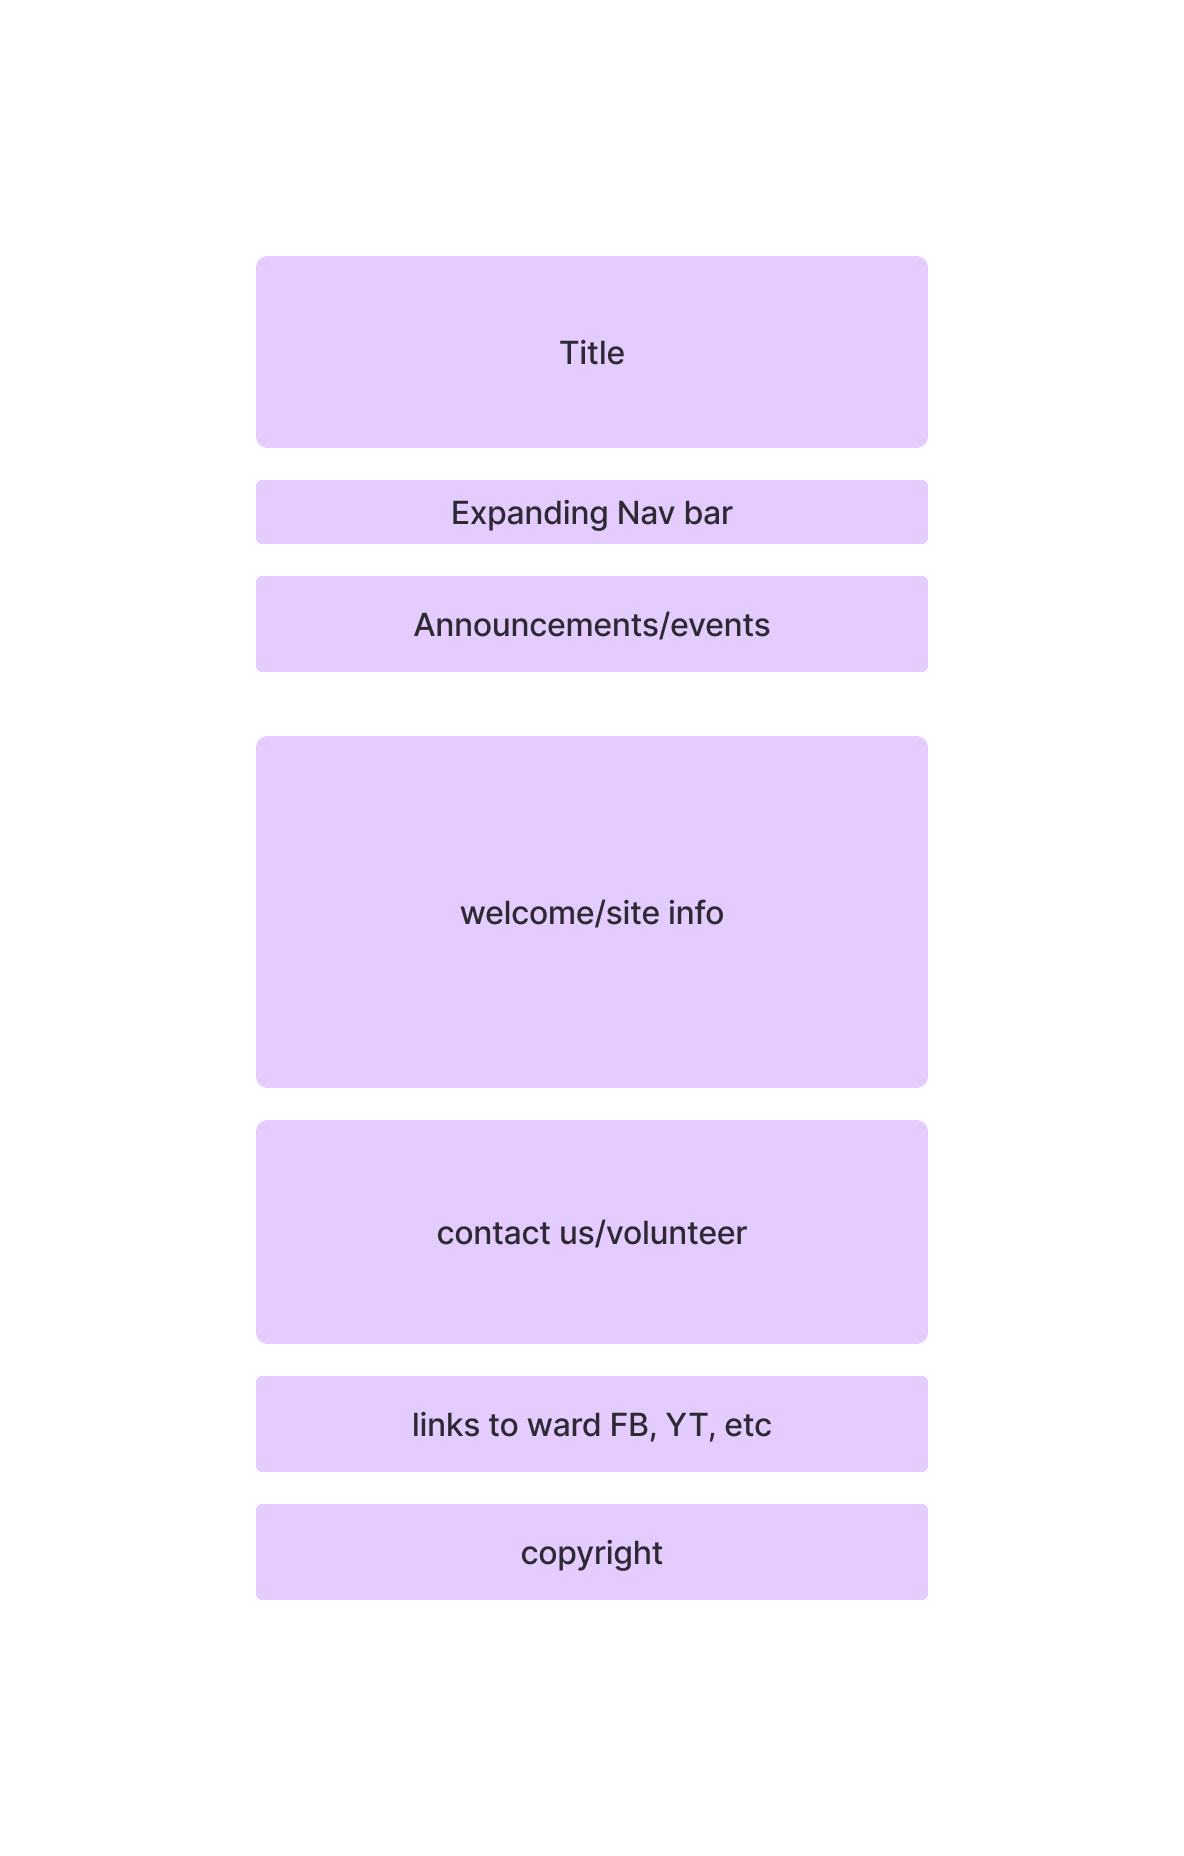 Title
Expanding Nav bar
Announcements/events
welcome/site info
contact us/volunteer
links to ward FB, YT, etc
copyright